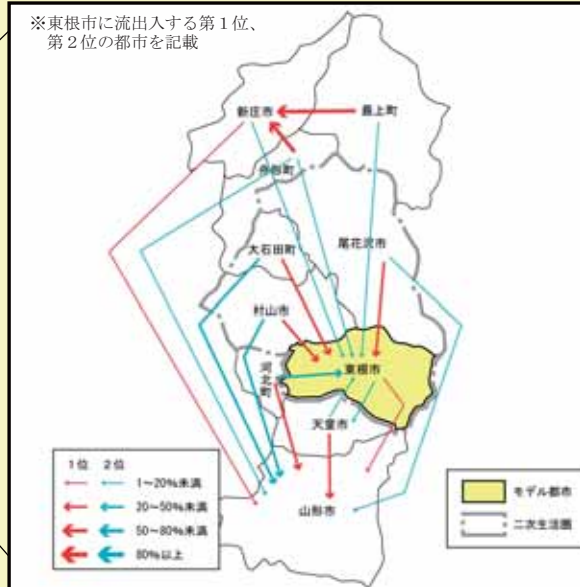 ※東根市に流出入する第１位、
第２位の都市を記載
新庄市
最上町
舟形町
尾花沢市
大石田町
村山市
東根市
河北町
天童市
山形市
1位 2位
1～20%未満
20～50%未満
50～80%未満
80%以上
モデル都市
二次生活圏